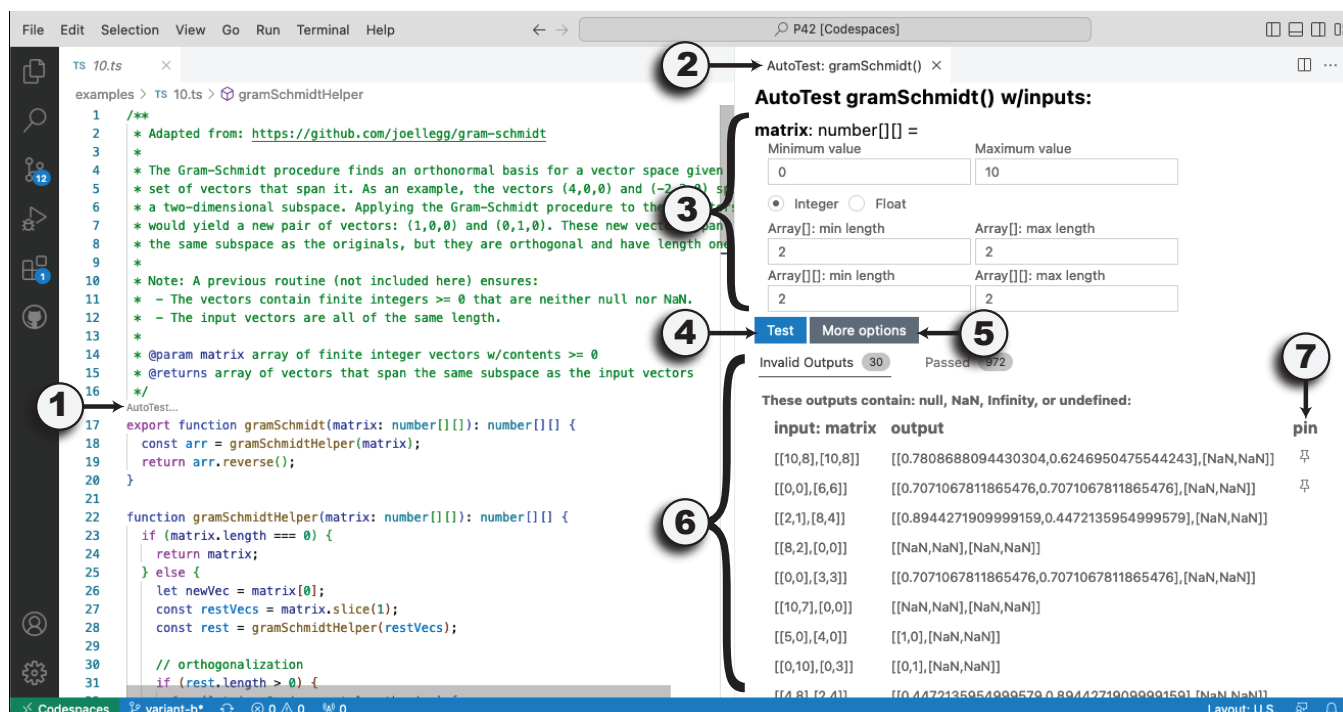 File Edit Selection View Go Run Terminal Help
P42 [Codespaces]
TS 10.ts
2
AutoTest: gramSchmidt()
examples > TS 10.ts > gramSchmidtHelper
1 /**
2 * Adapted from: https://github.com/joellegg/gram-schmidt
3 *
4 * The Gram-Schmidt procedure finds an orthonormal basis for a vector space given
5 * set of vectors that span it. As an example, the vectors (4,0,0) and
6 * a two-dimensional subspace. Applying the Gram-Schmidt procedure to
7 * would yield a new pair of vectors: (1,0,0) and (0,1,0). These new
8 * the same subspace as the originals, but they are orthogonal and have length one
9 *
10 * Note: A previous routine (not included here) ensures:
11 * - The vectors contain finite integers >= 0 that are neither null nor NaN.
12 * - The input vectors are all of the same length.
13 *
14 * @param matrix array of finite integer vectors w/contents >= 0
15 * @returns array of vectors that span the same subspace as the input vectors
16 */
1
AutoTest...
17 export function gramSchmidt(matrix: number[][]): number[][] {
18 const arr = gramSchmidtHelper(matrix);
19 return arr.reverse();
20 }
21
22 function gramSchmidtHelper(matrix: number[][]): number[][] {
23 if (matrix.length === 0) {
24 return matrix;
25 } else {
26 let newVec = matrix[0];
27 const restVecs = matrix.slice(1);
28 const rest = gramSchmidtHelper(restVecs);
29
30 // orthogonalization
31 if (rest.length > 0) {
12
1
AutoTest gramSchmidt() w/inputs:
matrix: number[][] =
Minimum value Maximum value
0 10
3
Integer Float
Array[]: min length Array[]: max length
2 2
Array[][]: min length Array[][]: max length
2 2
4
Test More options
5
Invalid Outputs 30 Passed 972
7
These outputs contain: null, NaN, Infinity, or undefined:
input: matrix output pin
[[10,8],[10,8]] [[0.7808688094430304,0.6246950475544243],[NaN,NaN]]
[[0,0],[6,6]] [[0.7071067811865476,0.7071067811865476],[NaN,NaN]]
6
[[2,1],[8,4]] [[0.8944271909999159,0.4472135954999579],[NaN,NaN]]
[[8,2],[0,0]] [[NaN,NaN],[NaN,NaN]]
[[0,0],[3,3]] [[0.7071067811865476,0.7071067811865476],[NaN,NaN]]
[[10,7],[0,0]] [[NaN,NaN],[NaN,NaN]]
[[5,0],[4,0]] [[1,0],[NaN,NaN]]
[[0,10],[0,3]] [[0,1],[NaN,NaN]]
[[4,8],[2,4]] [[0.4472135954999579,0.8944271909999159],[NaN,NaN]]
Codespaces variant-b* 0 0 0 Layout: U.S.